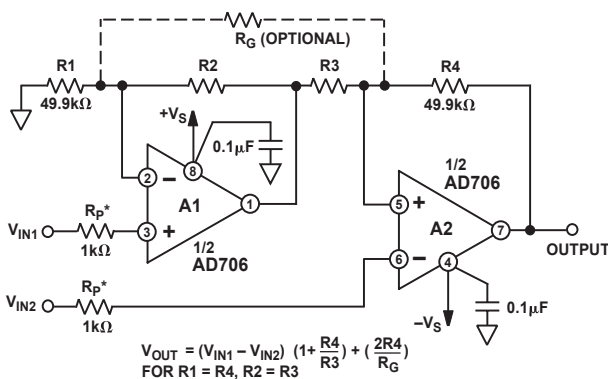 R_G (OPTIONAL)
R1
49.9kΩ
R2
R3
R4
49.9kΩ
+V_S
0.1µF
8
2
−
A1
1
3
+
1/2
AD706
V_IN1
R_P*
1kΩ
1/2
AD706
5
+
A2
7
6
−
4
OUTPUT
V_IN2
R_P*
1kΩ
−V_S
0.1µF
V_OUT = (V_IN1 − V_IN2) (1+ R4/R3) + (2R4/R_G)
FOR R1 = R4, R2 = R3